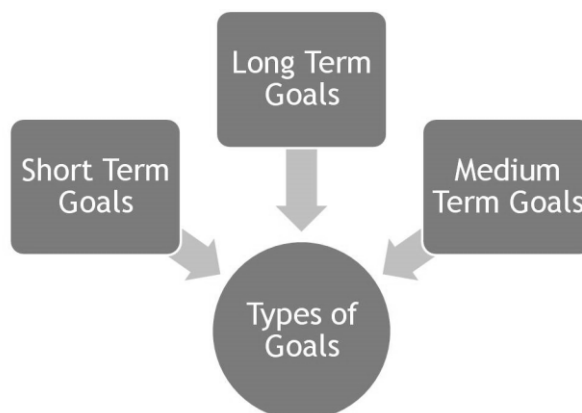 Long Term
Goals
Short Term
Goals
Medium
Term Goals
Types of
Goals